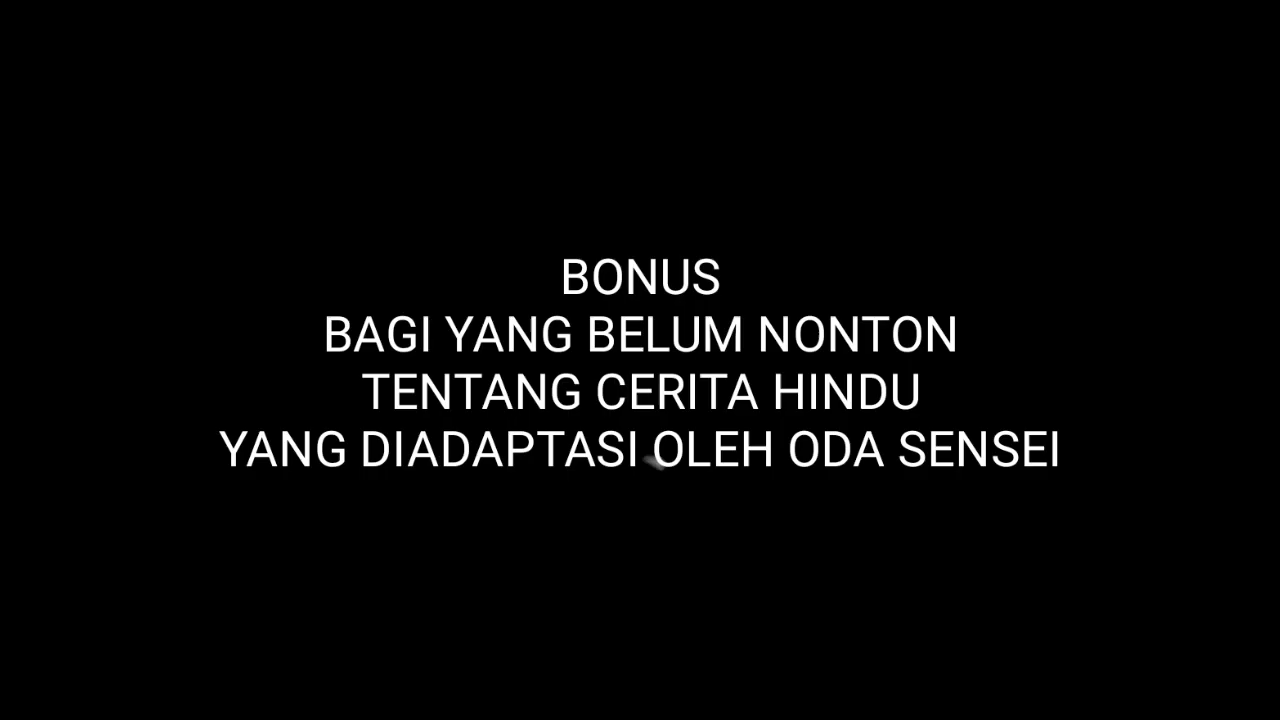 BONUS
BAGI YANG BELUM NONTON
TENTANG CERITA HINDU
YANG DIADAPTASI OLEH ODA SENSEI